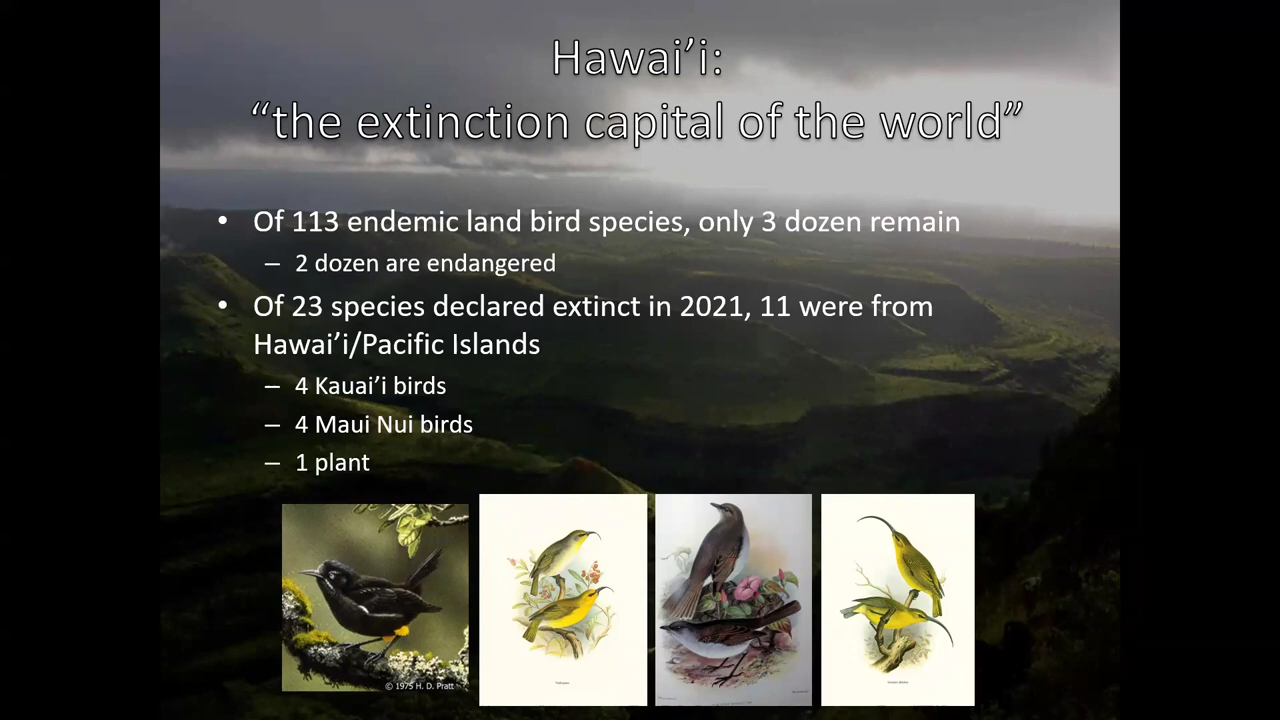 Hawai’i:
“the extinction capital of the world”
• Of 113 endemic land bird species, only 3 dozen remain
– 2 dozen are endangered
• Of 23 species declared extinct in 2021, 11 were from
Hawai’i/Pacific Islands
– 4 Kauai’i birds
– 4 Maui Nui birds
– 1 plant
© 1975 H. D. Pratt